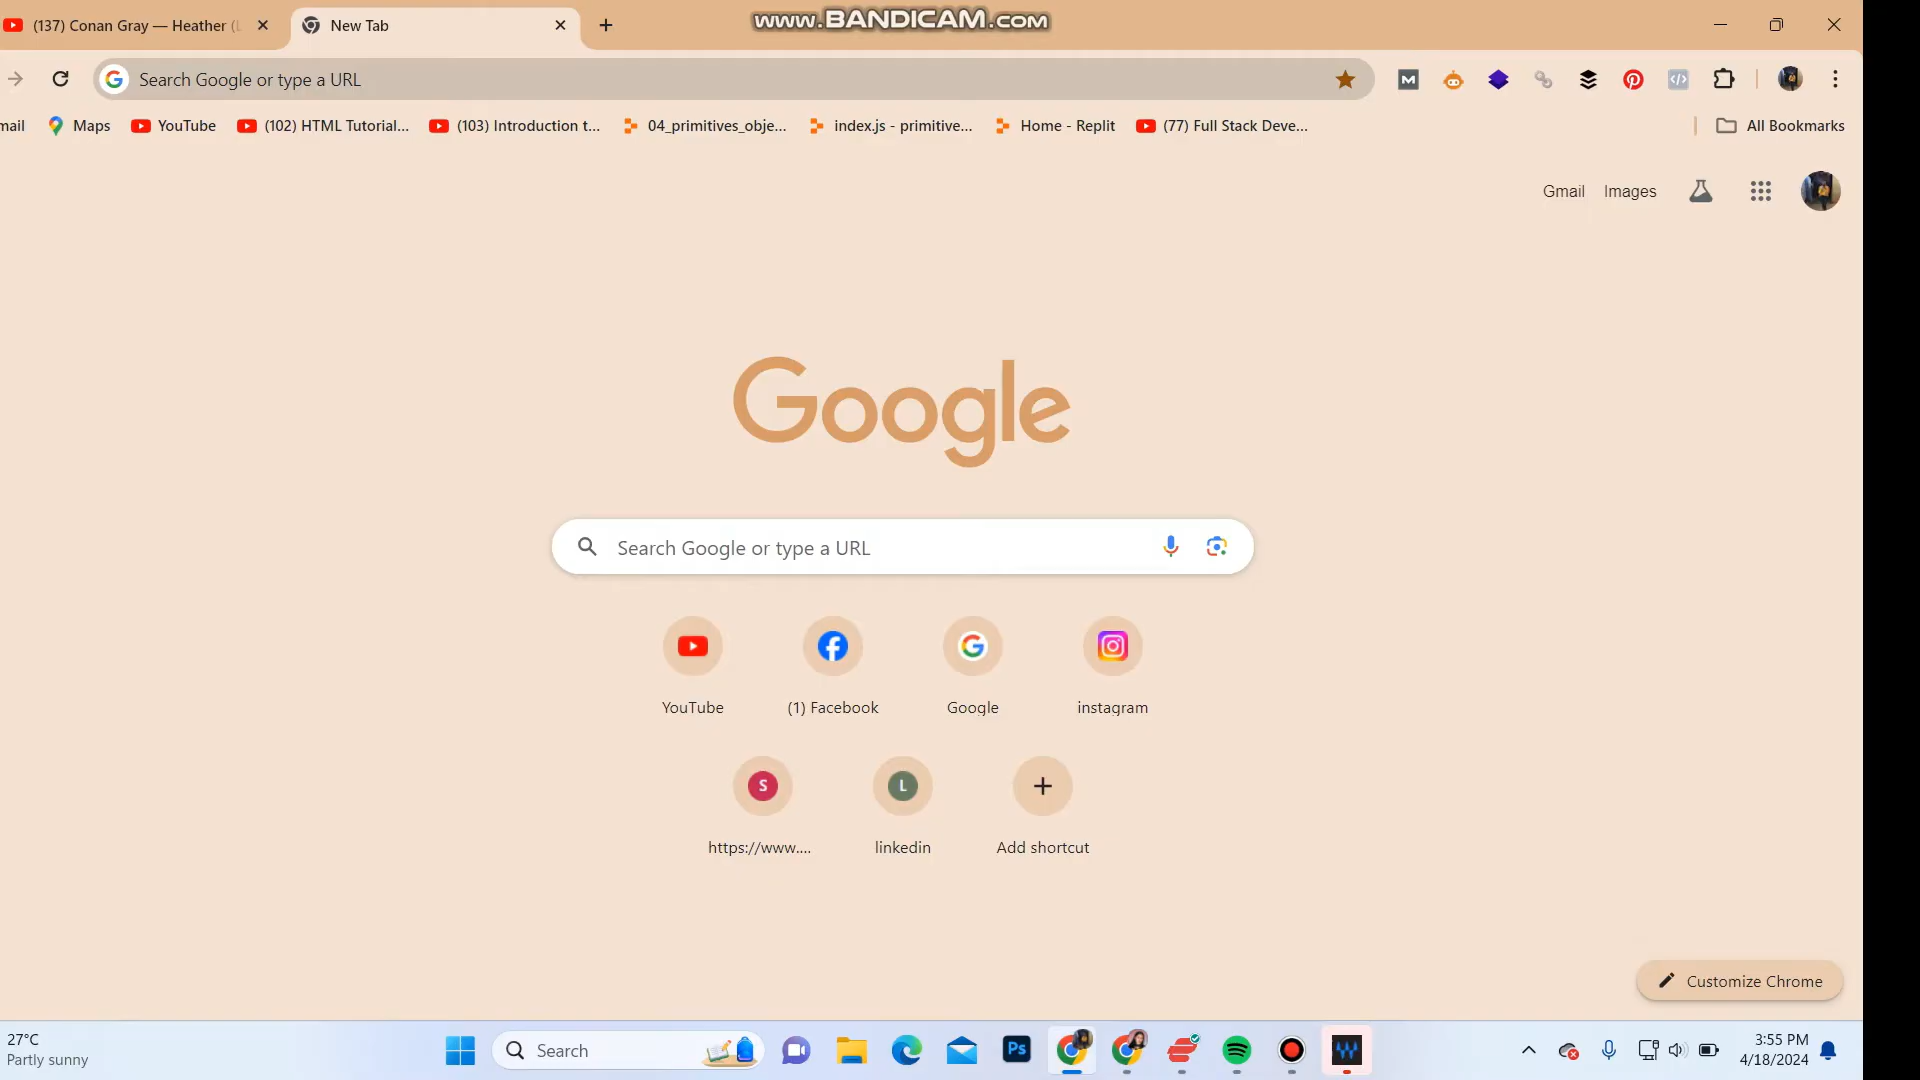 (137) Conan Gray — Heather (L
New Tab
www.BANDICAM.com
Search Google or type a URL
mail
Maps
YouTube
(102) HTML Tutorial...
(103) Introduction t...
04_primitives_obje...
index.js - primitive...
Home - Replit
(77) Full Stack Deve...
All Bookmarks
Gmail
Images
Google
Search Google or type a URL
YouTube
(1) Facebook
Google
instagram
S
L
https://www....
linkedin
Add shortcut
Customize Chrome
27°C
Partly sunny
Search
Ps
3:55 PM
4/18/2024